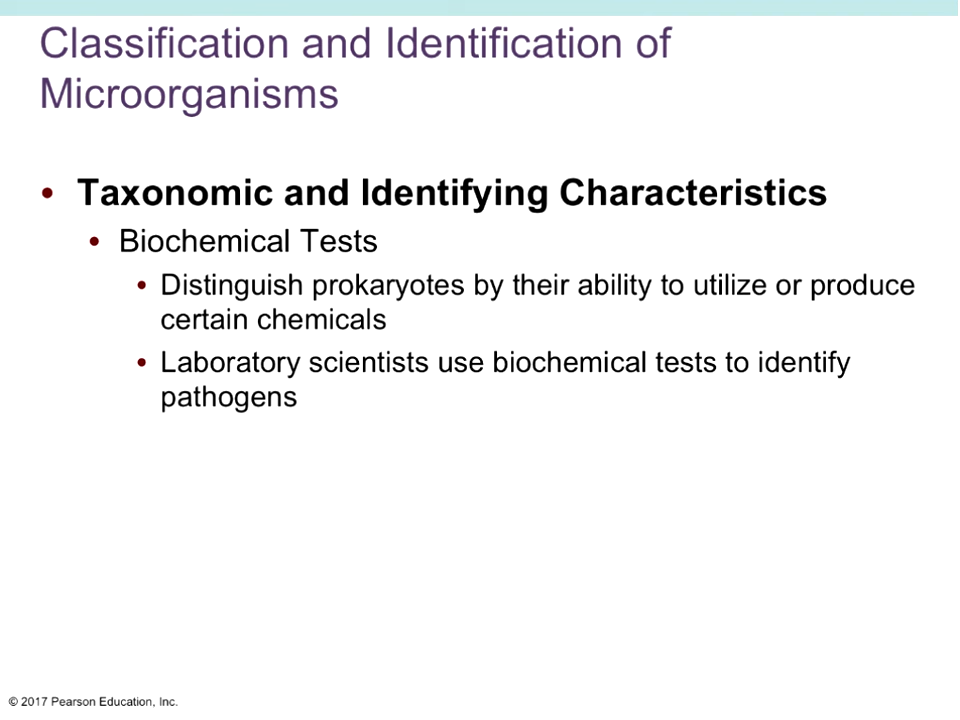 Classification and Identification of
Microorganisms
• Taxonomic and Identifying Characteristics
• Biochemical Tests
• Distinguish prokaryotes by their ability to utilize or produce
certain chemicals
• Laboratory scientists use biochemical tests to identify
pathogens
© 2017 Pearson Education, Inc.